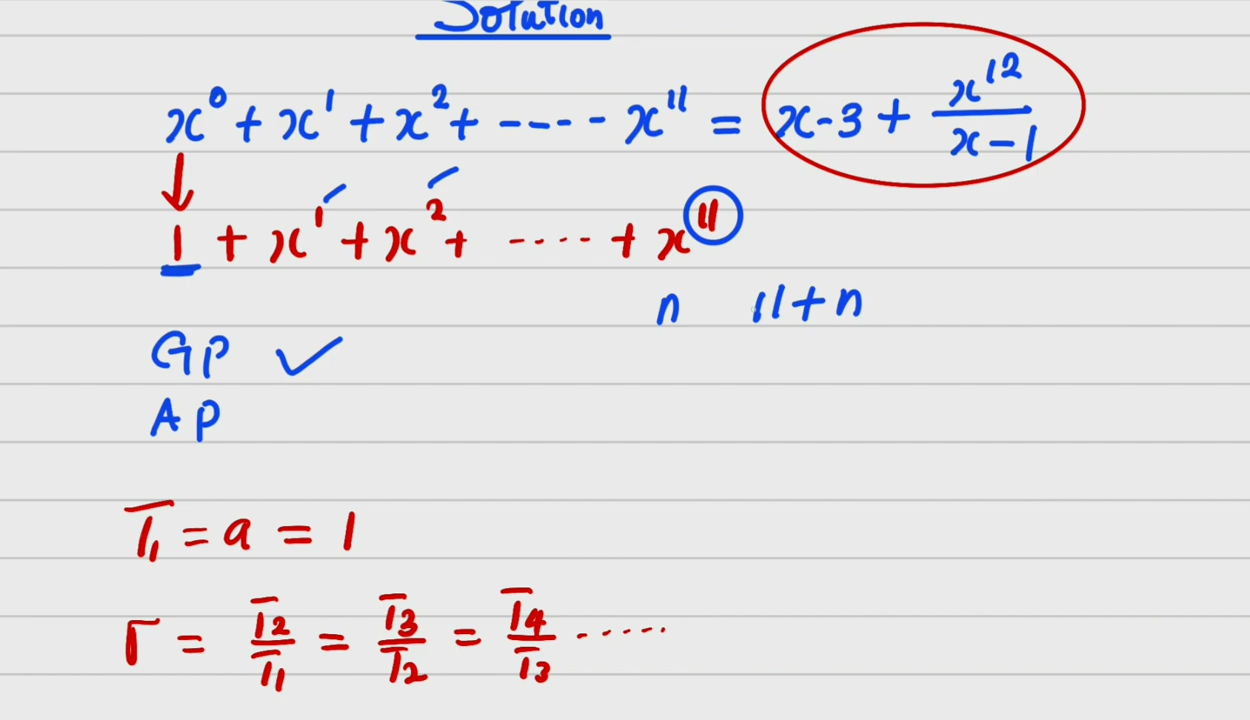 Solution
x⁰ + x¹ + x² + ----- x¹¹ = x - 3 + x¹²/(x - 1)
1 + x¹ + x² + ..... + x¹¹
n 11 + n
GP ✓
AP
T₁ = a = 1
r = T₂/T₁ = T₃/T₂ = T₄/T₃ ......